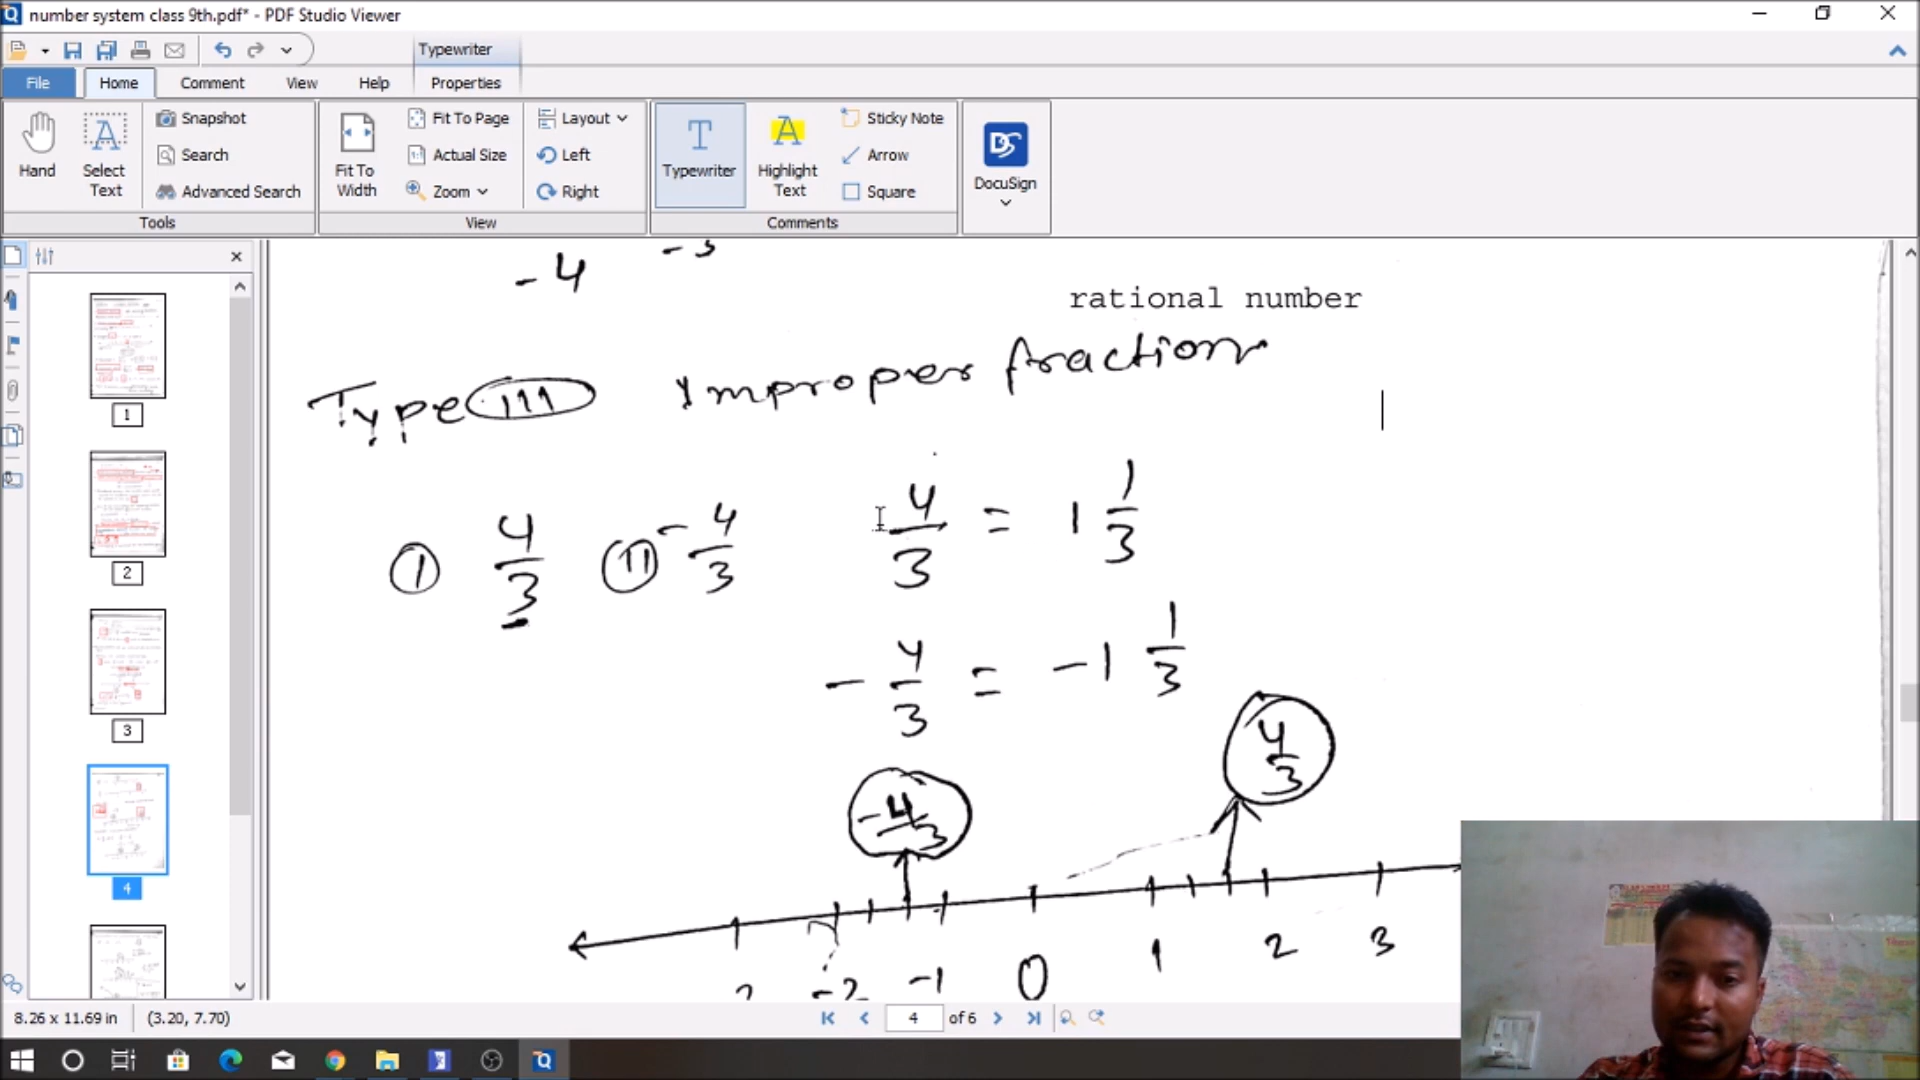 number system class 9th.pdf* - PDF Studio Viewer
Typewriter
File Home Comment View Help Properties
Hand
Select Text
Snapshot
Search
Advanced Search
Tools
Fit To Width
Fit To Page
Actual Size
Zoom
Layout
Left
Right
View
Typewriter
Highlight Text
Sticky Note
Arrow
Square
Comments
DocuSign
1
2
3
4
-4
rational number
Type III Improper fraction
I 4/3 II -4/3 4/3 = 1 1/3
-4/3 = -1 1/3
4/3
-4/3
-2 -1 0 1 2 3
8.26 x 11.69 in (3.20, 7.70) 4 of 6